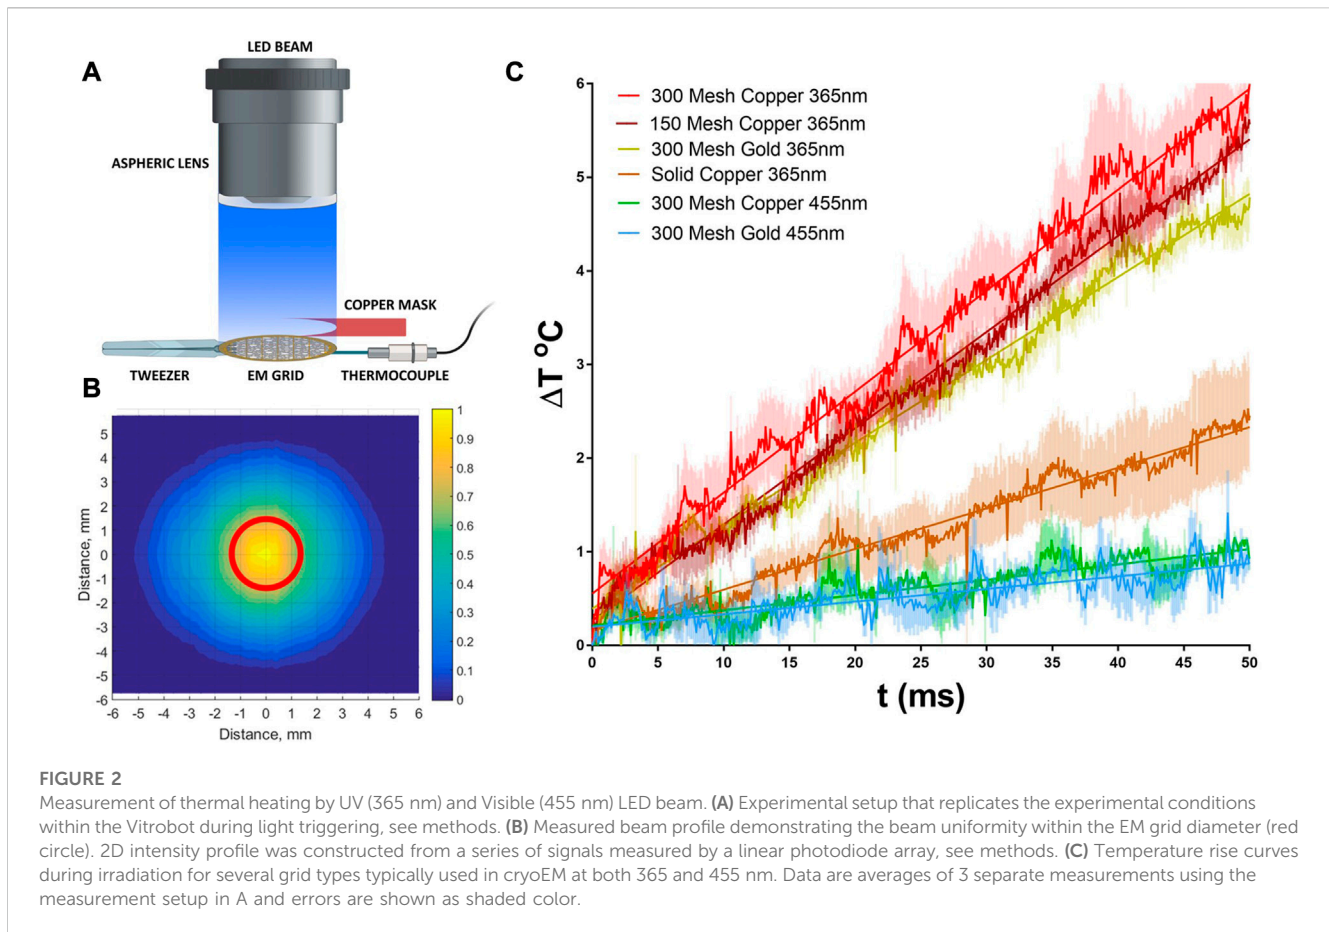 A
LED BEAM
ASPHERIC LENS
COPPER MASK
TWEEZER
EM GRID
THERMOCOUPLE
B
Distance, mm
5
4
3
2
1
0
-1
-2
-3
-4
-5
-6
-6 -5 -4 -3 -2 -1 0 1 2 3 4 5 6
Distance, mm
1
0.9
0.8
0.7
0.6
0.5
0.4
0.3
0.2
0.1
0
C
300 Mesh Copper 365nm
150 Mesh Copper 365nm
300 Mesh Gold 365nm
Solid Copper 365nm
300 Mesh Copper 455nm
300 Mesh Gold 455nm
ΔT °C
6
5
4
3
2
1
0
0 5 10 15 20 25 30 35 40 45 50
t (ms)
FIGURE 2
Measurement of thermal heating by UV (365 nm) and Visible (455 nm) LED beam. (A) Experimental setup that replicates the experimental conditions
within the Vitrobot during light triggering, see methods. (B) Measured beam profile demonstrating the beam uniformity within the EM grid diameter (red
circle). 2D intensity profile was constructed from a series of signals measured by a linear photodiode array, see methods. (C) Temperature rise curves
during irradiation for several grid types typically used in cryoEM at both 365 and 455 nm. Data are averages of 3 separate measurements using the
measurement setup in A and errors are shown as shaded color.